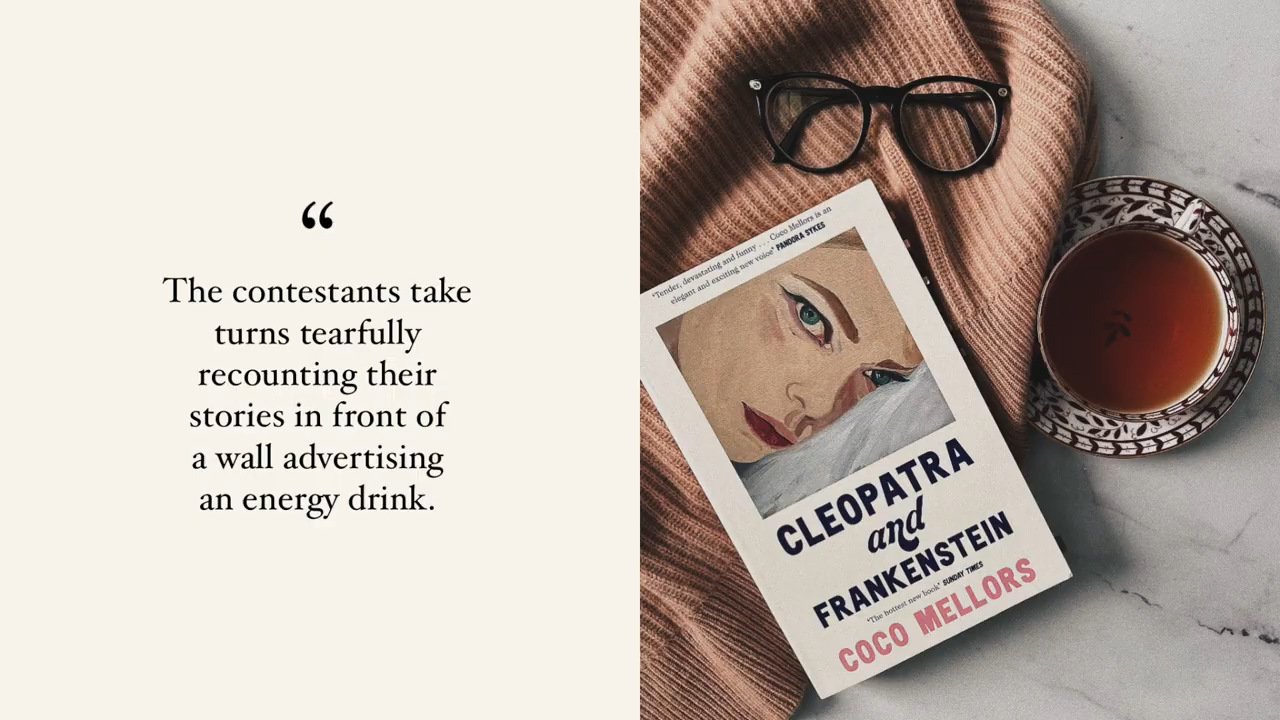 “
The contestants take
turns tearfully
recounting their
stories in front of
a wall advertising
an energy drink.
‘Tender, devastating and funny . . . Coco Mellors is an
elegant and exciting new voice’ PANDORA SYKES
CLEOPATRA
and
FRANKENSTEIN
‘The hottest new book’ SUNDAY TIMES
COCO MELLORS